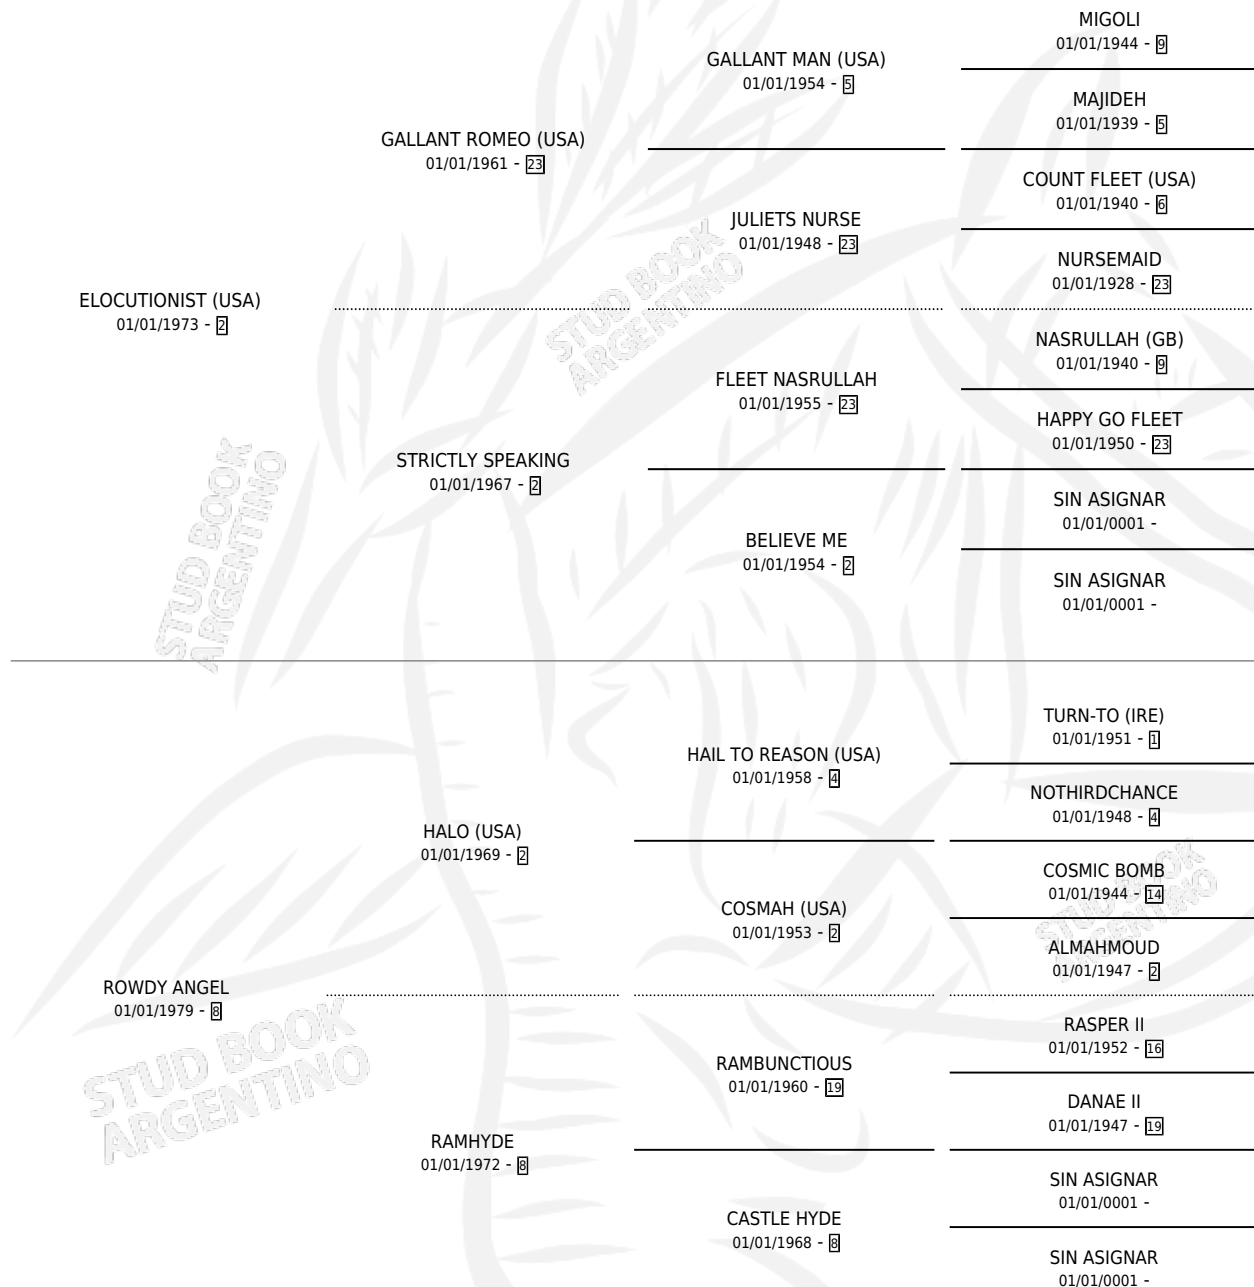 MIGOLI
01/01/1944 - 9
GALLANT MAN (USA)
01/01/1954 - 5
MAJIDEH
01/01/1939 - 5
GALLANT ROMEO (USA)
01/01/1961 - 23
COUNT FLEET (USA)
01/01/1940 - 6
JULIETS NURSE
01/01/1948 - 23
NURSEMAID
01/01/1928 - 23
ELOCUTIONIST (USA)
01/01/1973 - 2
NASRULLAH (GB)
01/01/1940 - 9
FLEET NASRULLAH
01/01/1955 - 23
HAPPY GO FLEET
01/01/1950 - 23
STRICTLY SPEAKING
01/01/1967 - 2
SIN ASIGNAR
01/01/0001 -
BELIEVE ME
01/01/1954 - 2
SIN ASIGNAR
01/01/0001 -
TURN-TO (IRE)
01/01/1951 - 1
HAIL TO REASON (USA)
01/01/1958 - 4
NOTHIRDCHANCE
01/01/1948 - 4
HALO (USA)
01/01/1969 - 2
COSMIC BOMB
01/01/1944 - 14
COSMAH (USA)
01/01/1953 - 2
ALMAHMOUD
01/01/1947 - 2
ROWDY ANGEL
01/01/1979 - 8
RASPER II
01/01/1952 - 16
RAMBUNCTIOUS
01/01/1960 - 19
DANAE II
01/01/1947 - 19
RAMHYDE
01/01/1972 - 8
SIN ASIGNAR
01/01/0001 -
CASTLE HYDE
01/01/1968 - 8
SIN ASIGNAR
01/01/0001 -
STUD BOOK
ARGENTINO
STUD BOOK
ARGENTINO
STUD BOOK
ARGENTINO
STUD BOOK
ARGENTINO